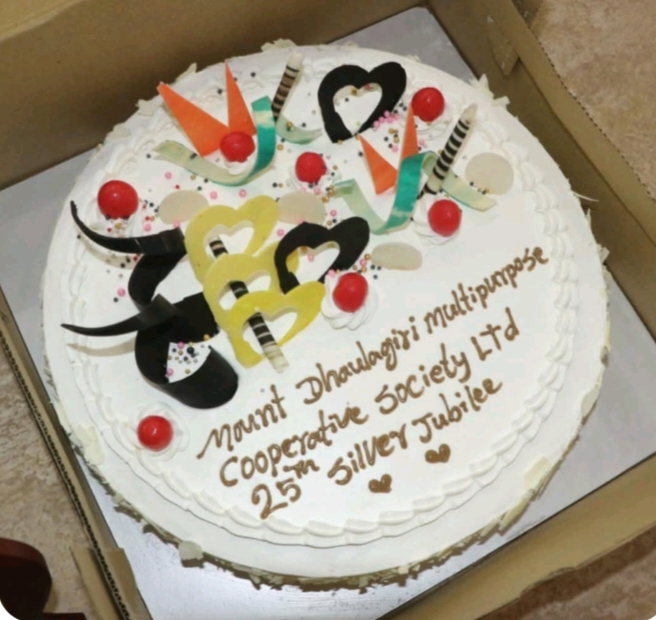 Mount Dhaulagiri Multipurpose
Cooperative Society Ltd
25th Silver Jubilee